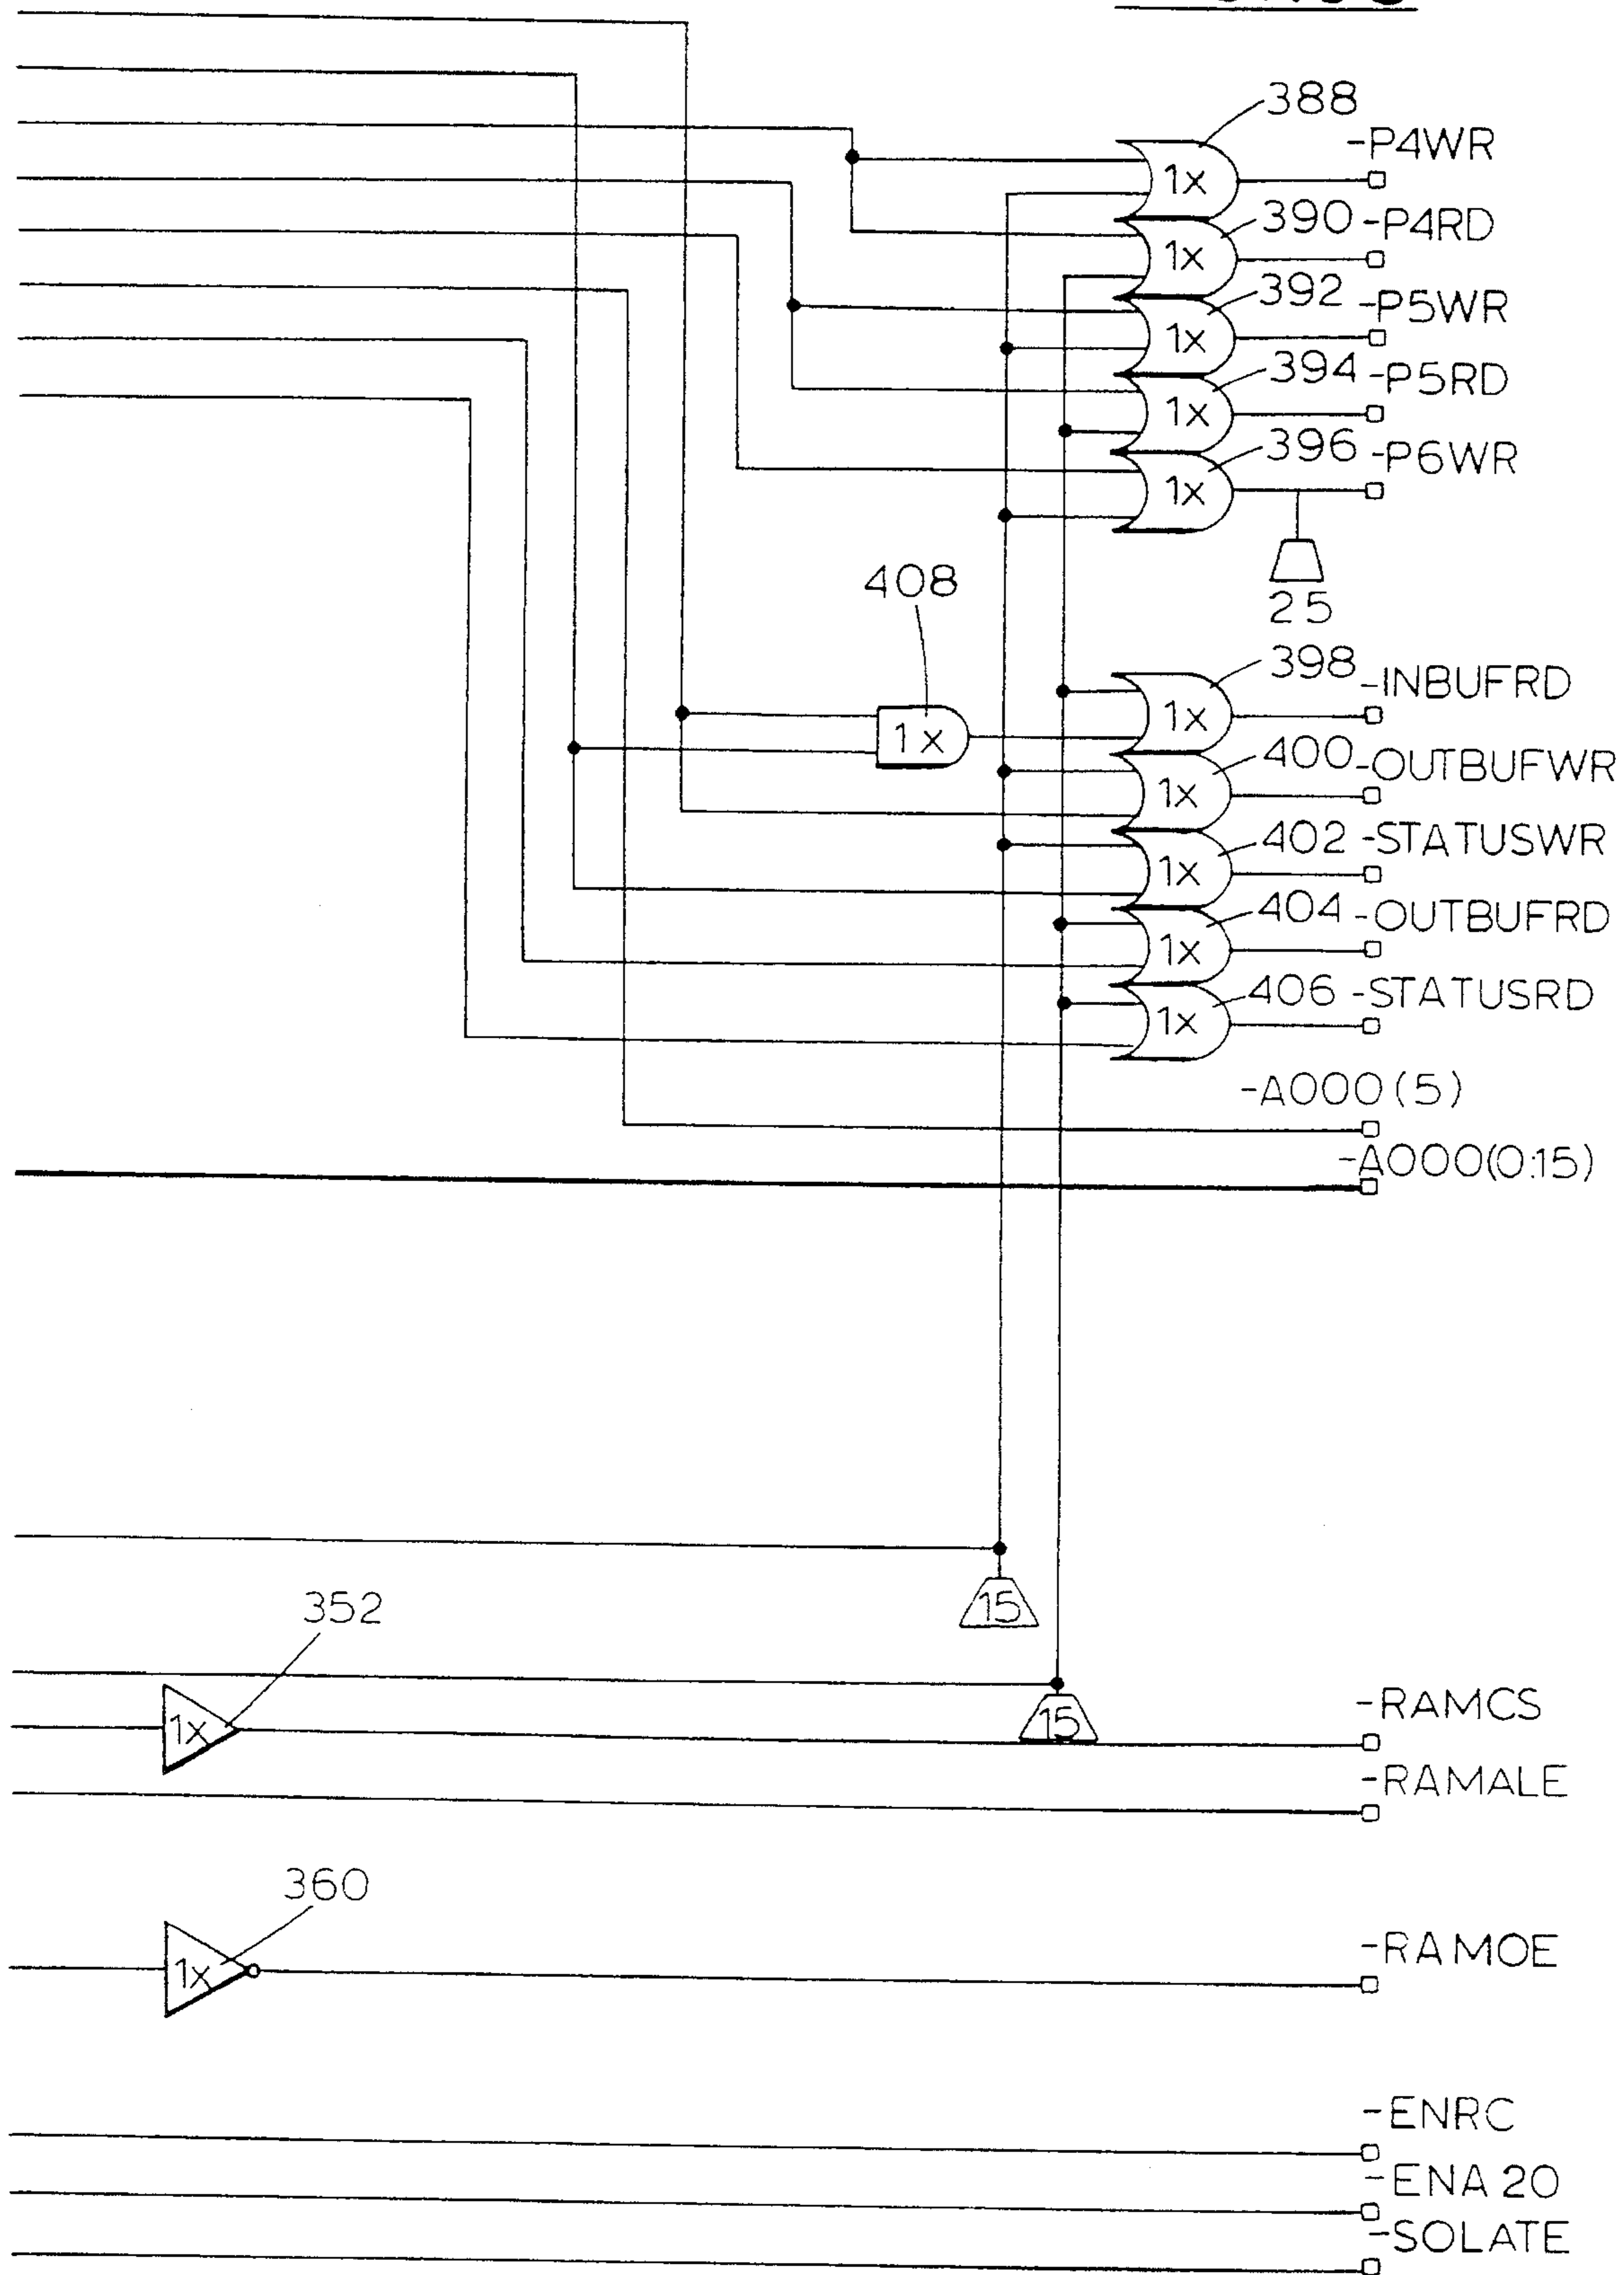 388
-P4WR
1x
390 -P4RD
1x
392 -P5WR
1x
394 -P5RD
1x
396 -P6WR
1x
25
408
1x
398 -INBUFRD
1x
400 -OUTBUFWR
1x
402 -STATUSWR
1x
404 -OUTBUFRD
1x
406 -STATUSRD
1x
-A000(5)
-A000(0:15)
15
352
1x
15
-RAMCS
-RAMALE
360
1x
-RAMOE
-ENRC
-ENA 20
-SOLATE